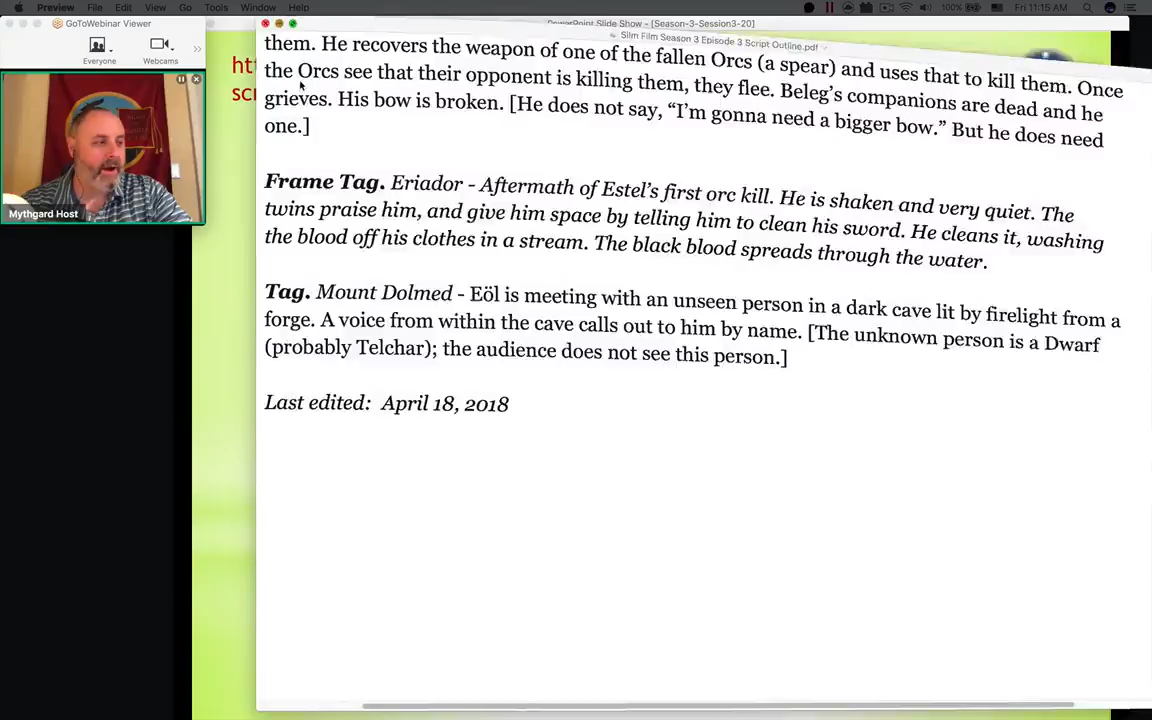 Preview File Edit View Go Tools Window Help
100% Fri 11:15 AM
GoToWebinar Viewer
PowerPoint Slide Show - [Season-3-Session3-20]
Silm Film Season 3 Episode 3 Script Outline.pdf
Everyone
Webcams
Mythgard Host
them. He recovers the weapon of one of the fallen Orcs (a spear) and uses that to kill them. Once
the Orcs see that their opponent is killing them, they flee. Beleg's companions are dead and he
grieves. His bow is broken. [He does not say, "I'm gonna need a bigger bow." But he does need
one.]
Frame Tag. Eriador - Aftermath of Estel's first orc kill. He is shaken and very quiet. The
twins praise him, and give him space by telling him to clean his sword. He cleans it, washing
the blood off his clothes in a stream. The black blood spreads through the water.
Tag. Mount Dolmed - Eöl is meeting with an unseen person in a dark cave lit by firelight from a
forge. A voice from within the cave calls out to him by name. [The unknown person is a Dwarf
(probably Telchar); the audience does not see this person.]
Last edited: April 18, 2018